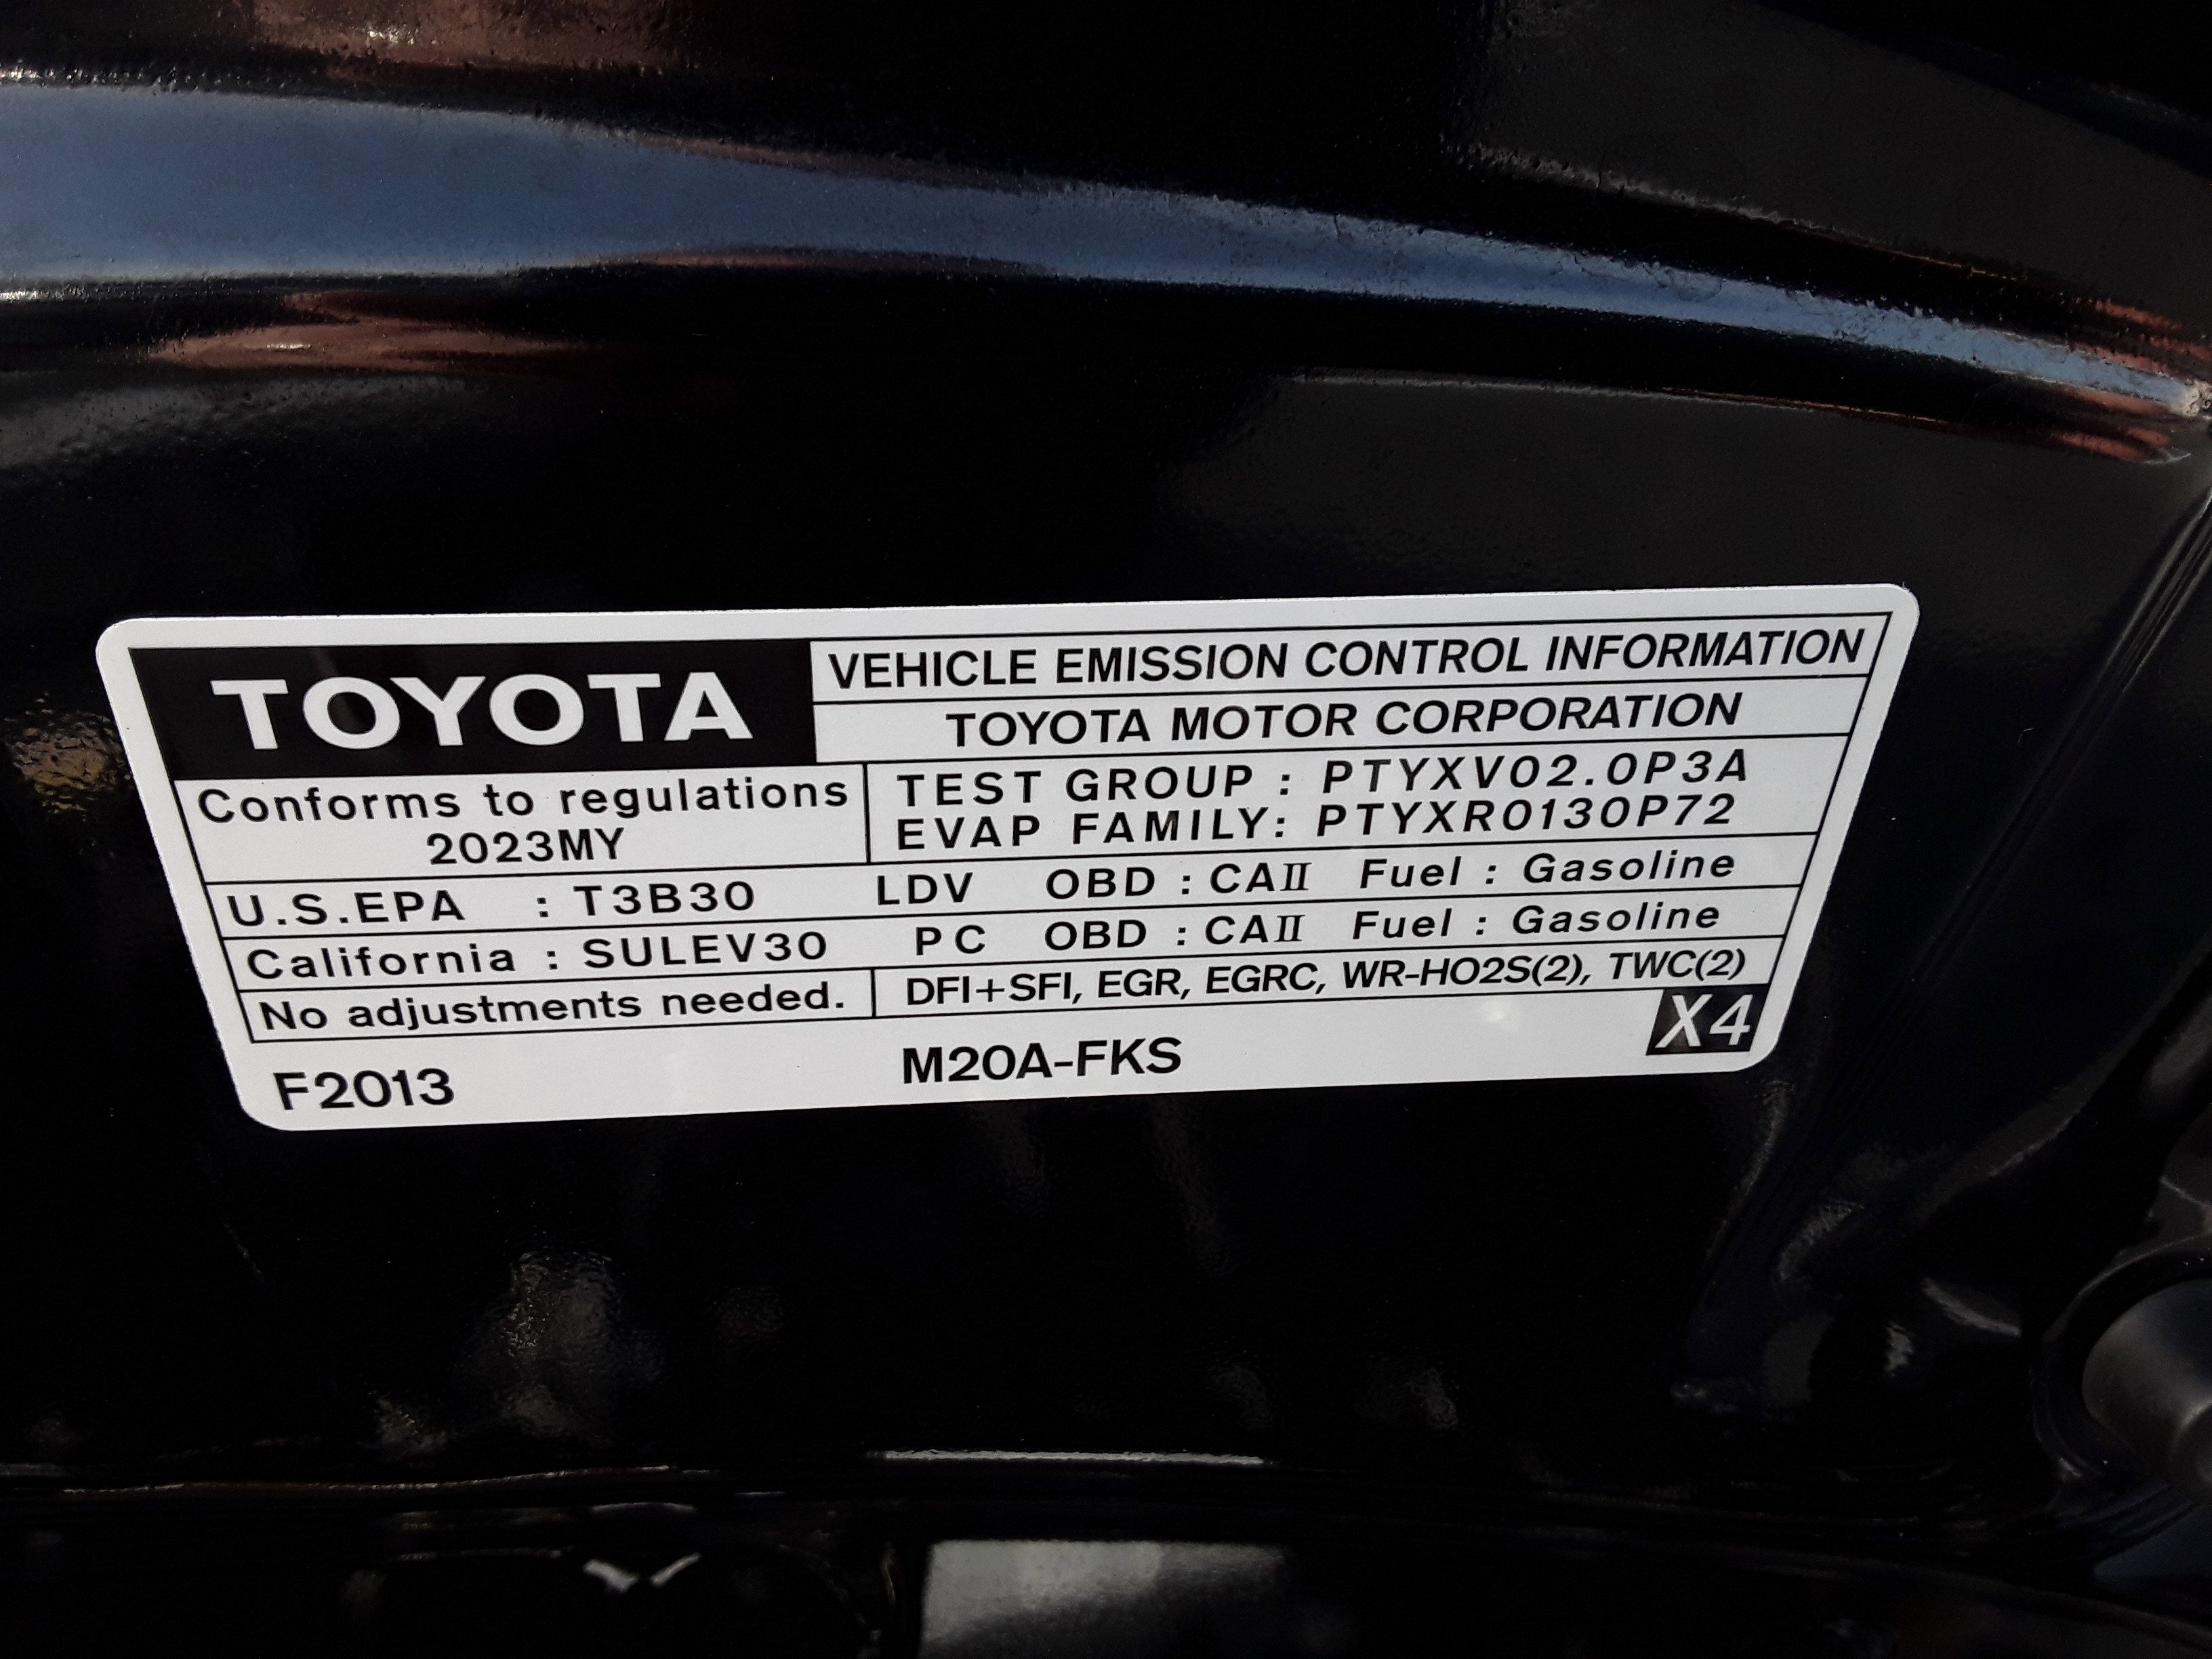 TOYOTA
VEHICLE EMISSION CONTROL INFORMATION
TOYOTA MOTOR CORPORATION
Conforms to regulations
2023MY
TEST GROUP : PTYXV02.0P3A
EVAP FAMILY: PTYXR0130P72
U.S.EPA : T3B30 LDV OBD : CAII Fuel : Gasoline
California : SULEV30 PC OBD : CAII Fuel : Gasoline
No adjustments needed. DFI+SFI, EGR, EGRC, WR-HO2S(2), TWC(2)
F2013 M20A-FKS X4